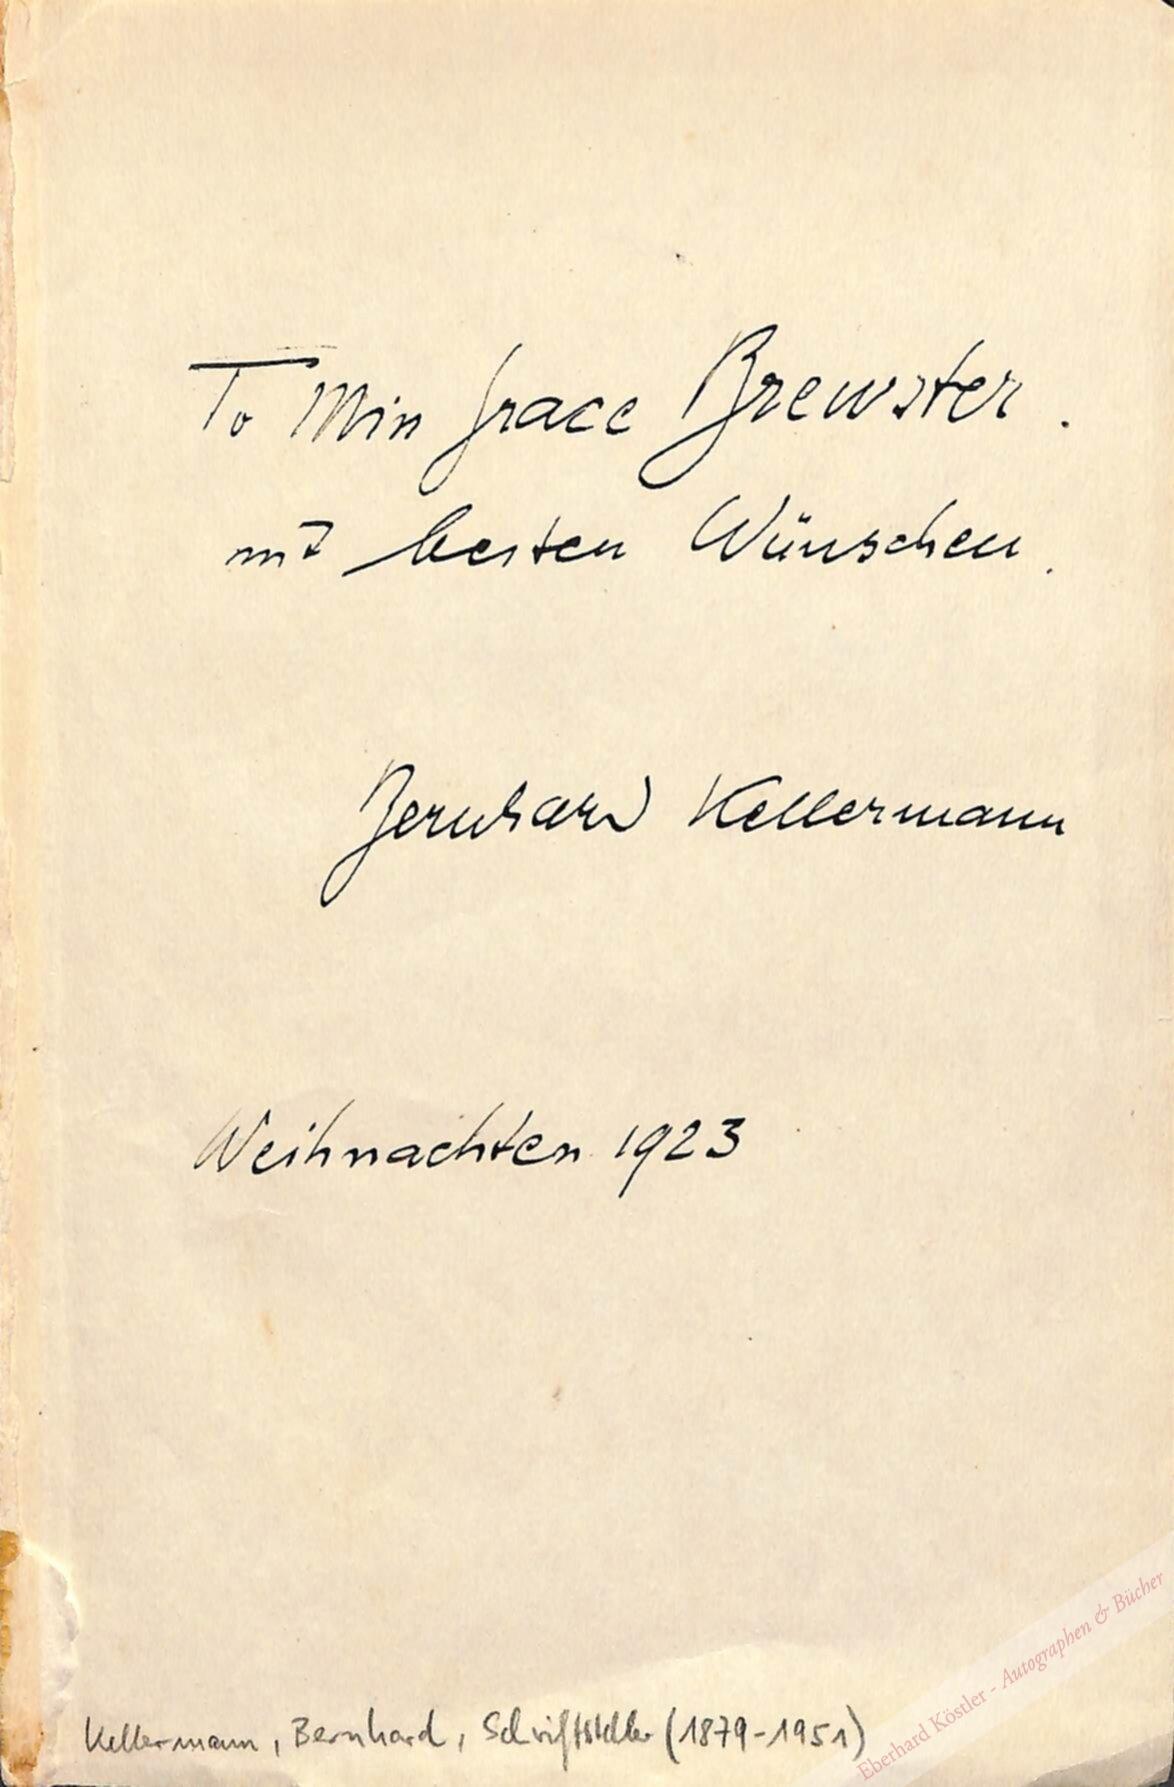 To Miss Grace Brewster.
mit besten Wünschen.
Bernhard Kellermann
Weihnachten 1923
Kellermann, Bernhard, Schriftsteller (1879-1951)
Eberhard Köstler - Autographen & Bücher